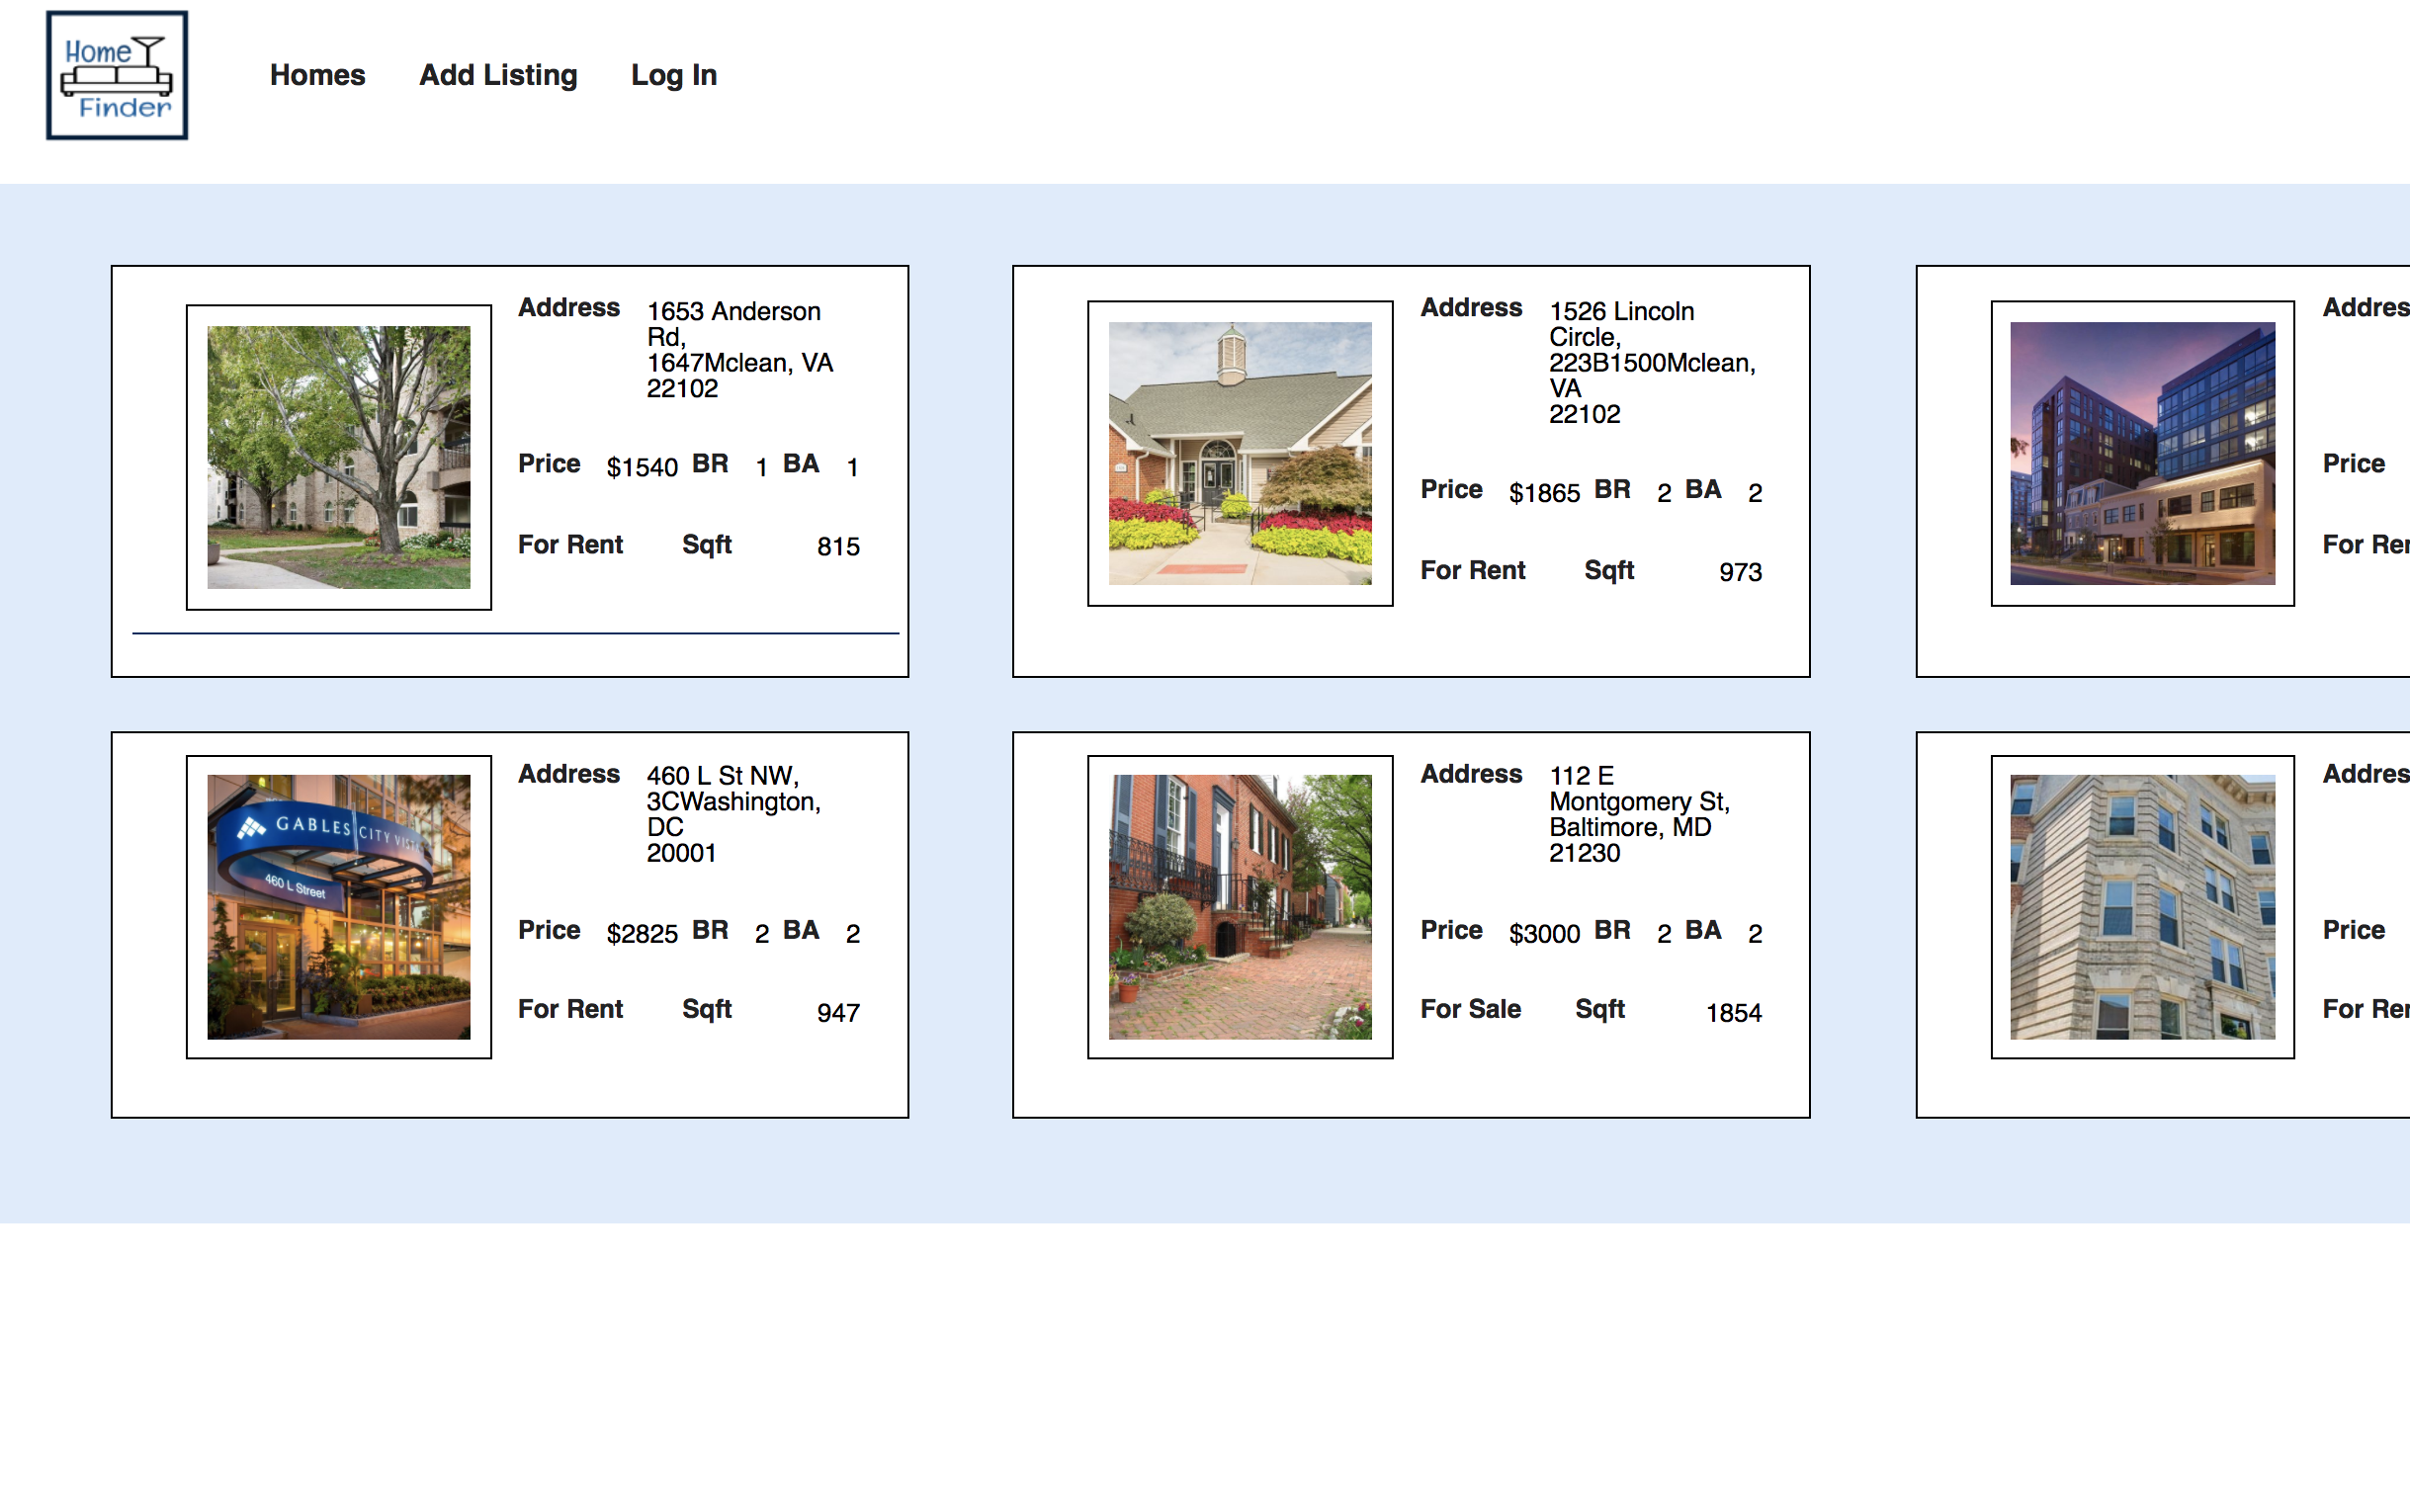 Home
Finder
Homes Add Listing Log In
Address 1653 Anderson
Rd,
1647Mclean, VA
22102
Price $1540 BR 1 BA 1
For Rent Sqft 815
Address 1526 Lincoln
Circle,
223B1500Mclean,
VA
22102
Price $1865 BR 2 BA 2
For Rent Sqft 973
Addres
Price
For Rer
GABLES CITY VISTA
460 L Street
Address 460 L St NW,
3CWashington,
DC
20001
Price $2825 BR 2 BA 2
For Rent Sqft 947
Address 112 E
Montgomery St,
Baltimore, MD
21230
Price $3000 BR 2 BA 2
For Sale Sqft 1854
Addres
Price
For Rer